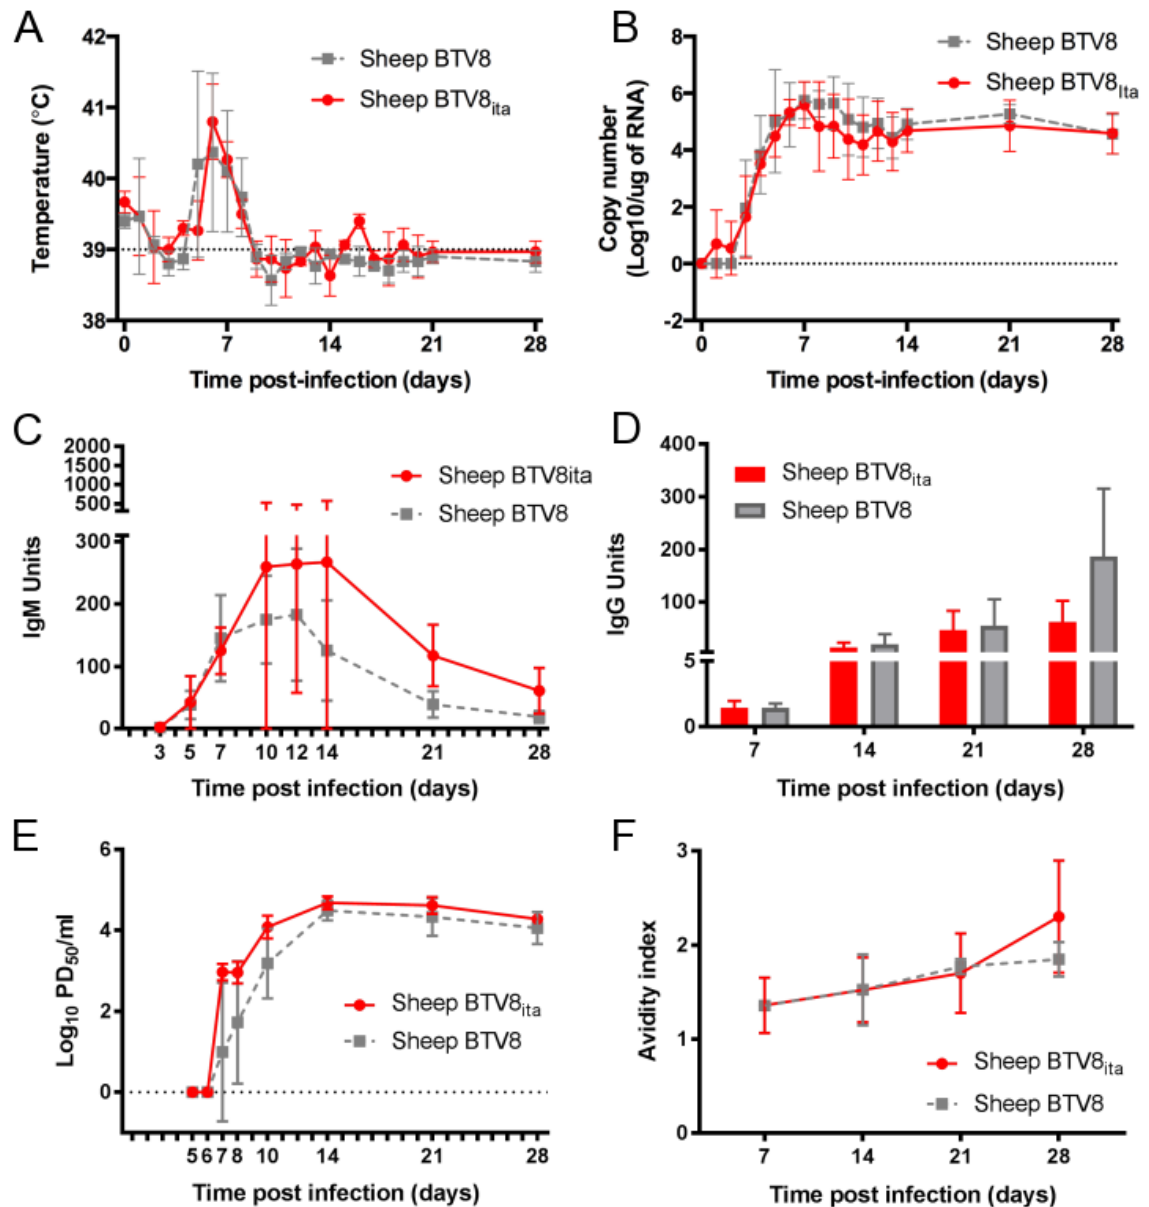 A
42
41
40
39
38
Temperature (°C)
Sheep BTV8
Sheep BTV8ita
0 7 14 21 28
Time post-infection (days)
B
8
6
4
2
0
-2
Copy number
(Log10/ug of RNA)
Sheep BTV8
Sheep BTV8Ita
0 7 14 21 28
Time post-infection (days)
C
2000
1500
1000
500
300
200
100
0
IgM Units
Sheep BTV8ita
Sheep BTV8
3 5 7 10 12 14 21 28
Time post infection (days)
D
400
300
200
100
5
0
IgG Units
Sheep BTV8ita
Sheep BTV8
7 14 21 28
Time post infection (days)
E
6
4
2
0
Log10 PD50/ml
Sheep BTV8ita
Sheep BTV8
5 6 7 8 10 14 21 28
Time post infection (days)
F
3
2
1
0
Avidity index
Sheep BTV8ita
Sheep BTV8
7 14 21 28
Time post infection (days)